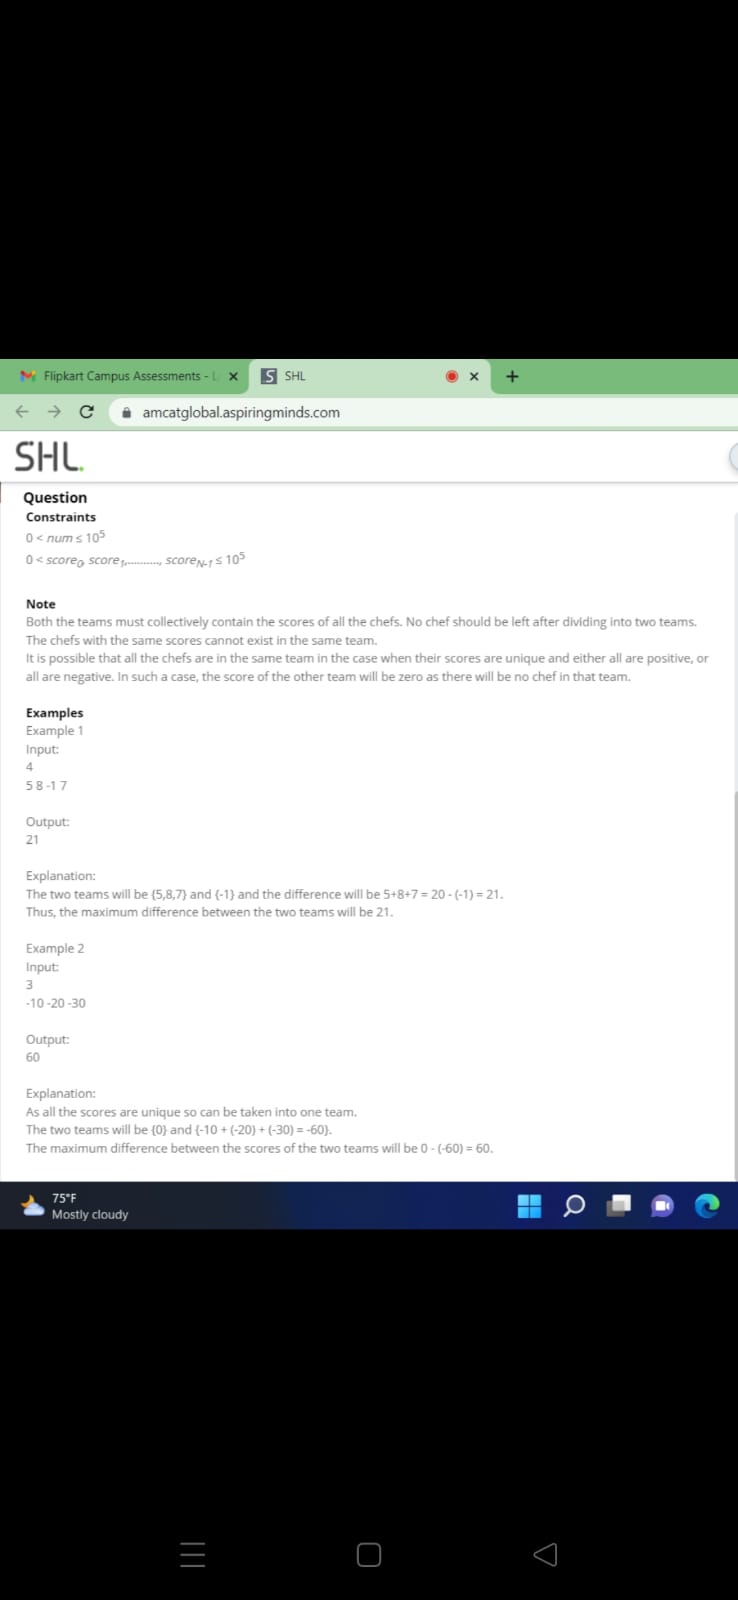 Flipkart Campus Assessments - L
SHL
amcatglobal.aspiringminds.com
SHL.
Question
Constraints
0 < num ≤ 10⁵
0 < score₀, score₁,.........., scoreN-1 ≤ 10⁵
Note
Both the teams must collectively contain the scores of all the chefs. No chef should be left after dividing into two teams.
The chefs with the same scores cannot exist in the same team.
It is possible that all the chefs are in the same team in the case when their scores are unique and either all are positive, or
all are negative. In such a case, the score of the other team will be zero as there will be no chef in that team.
Examples
Example 1
Input:
4
5 8 -1 7
Output:
21
Explanation:
The two teams will be {5,8,7} and {-1} and the difference will be 5+8+7 = 20 - (-1) = 21.
Thus, the maximum difference between the two teams will be 21.
Example 2
Input:
3
-10 -20 -30
Output:
60
Explanation:
As all the scores are unique so can be taken into one team.
The two teams will be {0} and {-10 + (-20) + (-30) = -60}.
The maximum difference between the scores of the two teams will be 0 - (-60) = 60.
75°F
Mostly cloudy